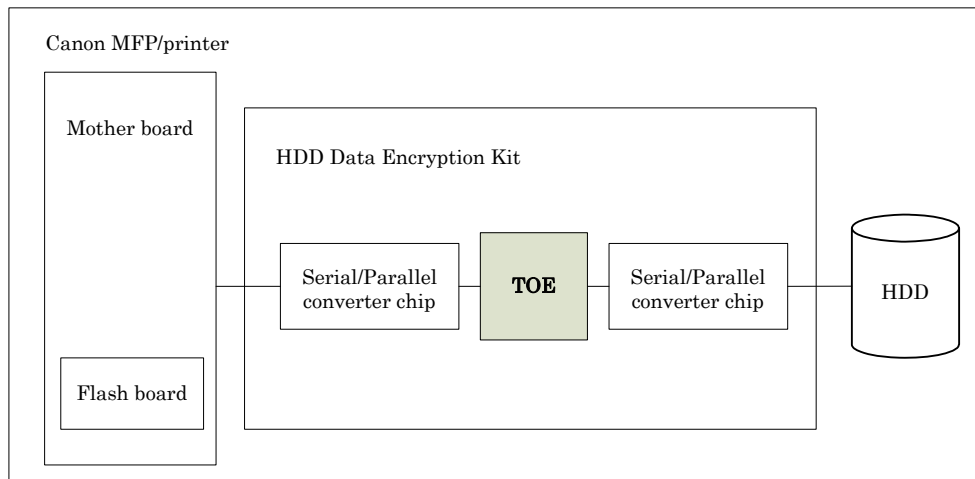 Canon MFP/printer
Mother board
HDD Data Encryption Kit
Serial/Parallel
converter chip
TOE
Serial/Parallel
converter chip
HDD
Flash board